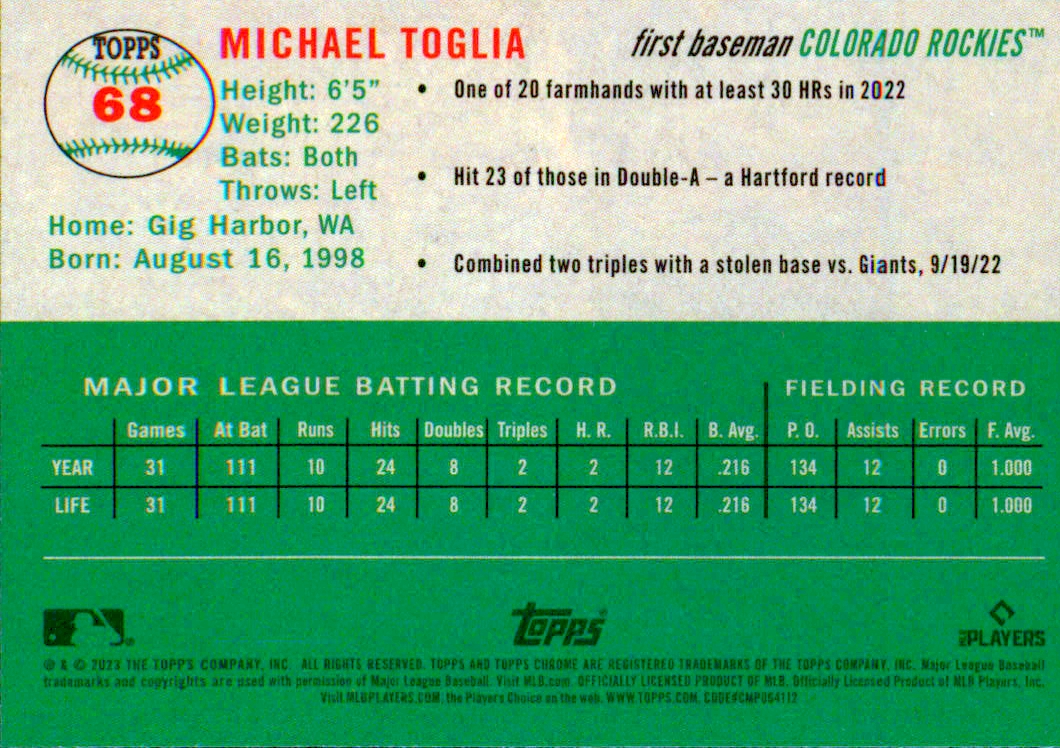 TOPPS
68
MICHAEL TOGLIA
first baseman COLORADO ROCKIES™
Height: 6'5"
Weight: 226
Bats: Both
Throws: Left
Home: Gig Harbor, WA
Born: August 16, 1998
• One of 20 farmhands with at least 30 HRs in 2022
• Hit 23 of those in Double-A – a Hartford record
• Combined two triples with a stolen base vs. Giants, 9/19/22
MAJOR LEAGUE BATTING RECORD FIELDING RECORD
Games At Bat Runs Hits Doubles Triples H. R. R.B.I. B. Avg. P. O. Assists Errors F. Avg.
YEAR 31 111 10 24 8 2 2 12 .216 134 12 0 1.000
LIFE 31 111 10 24 8 2 2 12 .216 134 12 0 1.000
Topps®
PLAYERS
® & © 2023 THE TOPPS COMPANY, INC. ALL RIGHTS RESERVED. TOPPS AND TOPPS CHROME ARE REGISTERED TRADEMARKS OF THE TOPPS COMPANY, INC. Major League Baseball
trademarks and copyrights are used with permission of Major League Baseball. Visit MLB.com. OFFICIALLY LICENSED PRODUCT OF MLB. Officially Licensed Product of MLB Players, Inc.
Visit MLBPLAYERS.COM, the Players Choice on the web. WWW.TOPPS.COM. CODE#CMP064112